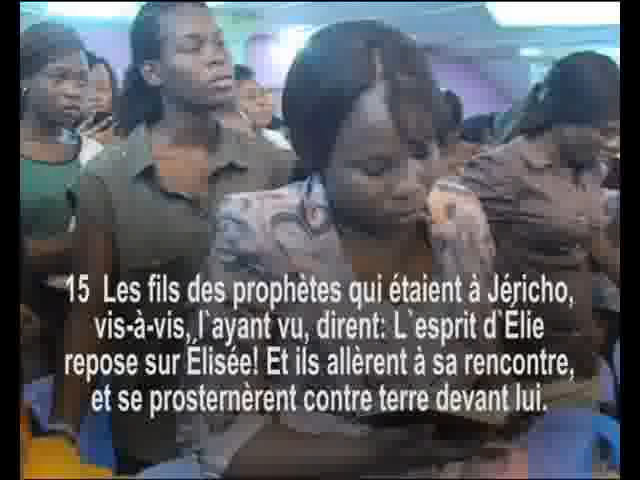 15 Les fils des prophètes qui étaient à Jéricho,
vis-à-vis, l`ayant vu, dirent: L`esprit d`Élie
repose sur Élisée! Et ils allèrent à sa rencontre,
et se prosternèrent contre terre devant lui.